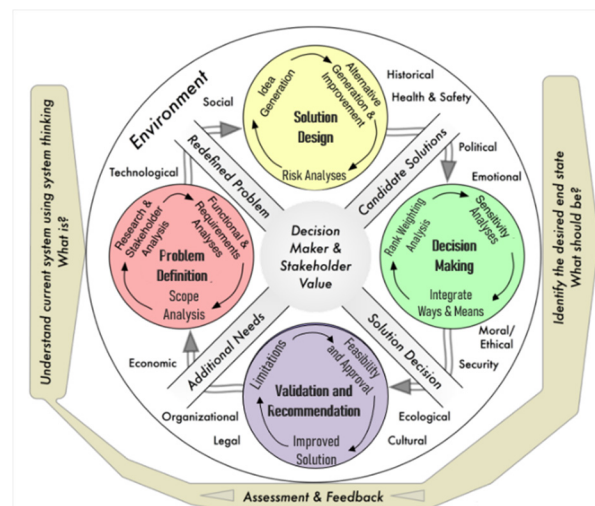 Environment
Social
Historical
Health & Safety
Political
Emotional
Technological
Idea
Generation
Alternative
Generation &
Improvement
Solution
Design
Risk Analyses
Redefined Problem
Candidate Solutions
Research &
Stakeholder
Analysis
Functional &
Requirements
Analyses
Problem
Definition
Scope
Analysis
Decision
Maker &
Stakeholder
Value
Rank Weighting
Analysis
Sensitivity
Analyses
Decision
Making
Integrate
Ways & Means
Additional Needs
Solution Decision
Moral/
Ethical
Security
Economic
Limitations
Feasibility
and Approval
Validation and
Recommendation
Improved
Solution
Organizational
Legal
Ecological
Cultural
Understand current system using system thinking
What is?
Identify the desired end state
What should be?
Assessment & Feedback